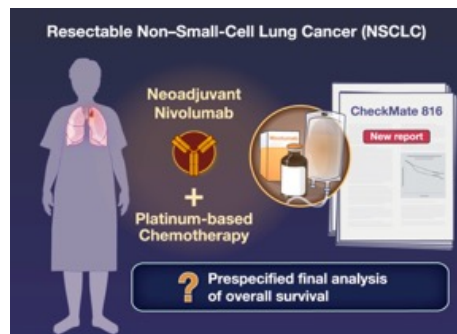 Resectable Non–Small-Cell Lung Cancer (NSCLC)
Neoadjuvant
Nivolumab
+
Platinum-based
Chemotherapy
Nivolumab
CheckMate 816
New report
? Prespecified final analysis
of overall survival